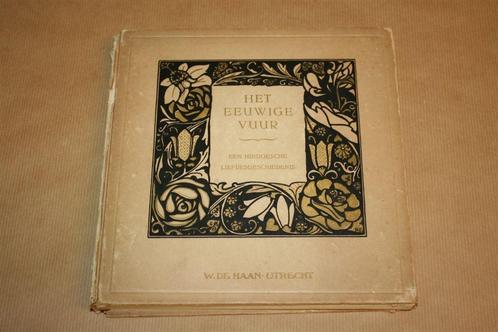 HET
EEUWIGE
VUUR
EEN HINDOESCHE
LIEFDESGESCHIEDENIS
W. DE HAAN · UTRECHT